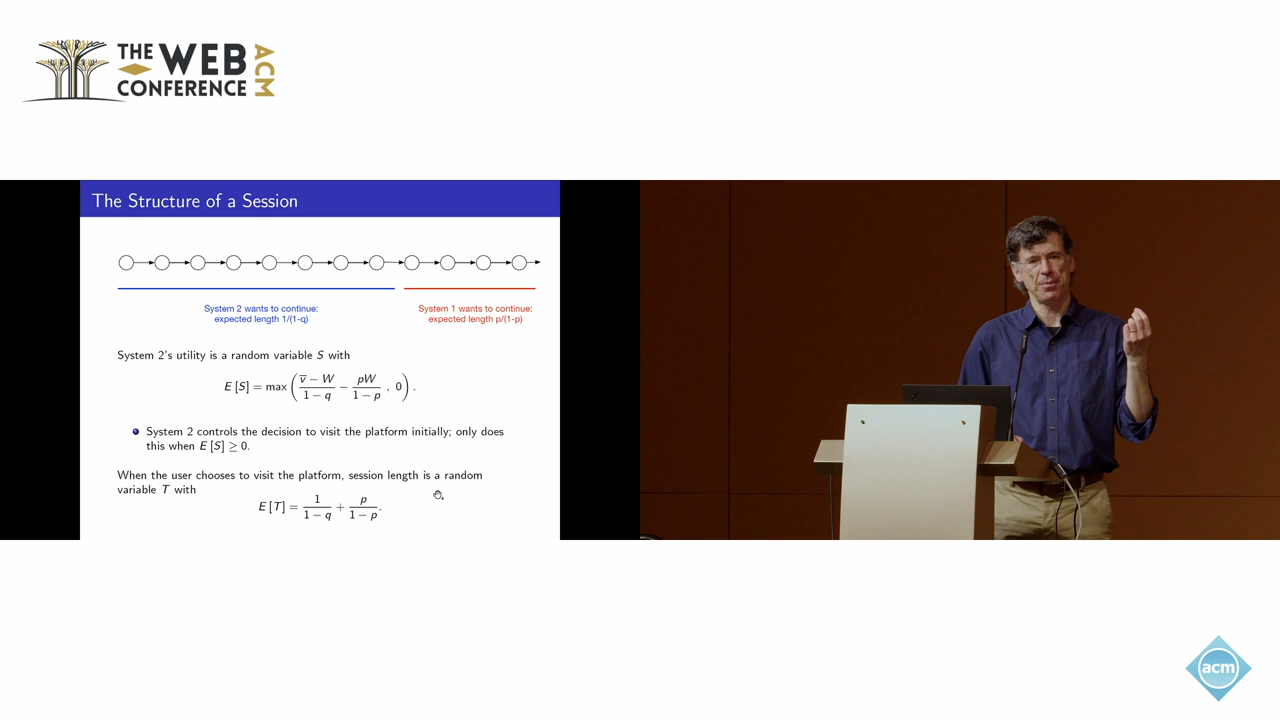 THE WEB CONFERENCE ACM
The Structure of a Session
System 2 wants to continue:
expected length 1/(1-q)
System 1 wants to continue:
expected length p/(1-p)
System 2's utility is a random variable S with
E [S] = max ( (v̅ − W)/(1 − q) − pW/(1 − p) , 0 ) .
System 2 controls the decision to visit the platform initially; only does
this when E [S] ≥ 0.
When the user chooses to visit the platform, session length is a random
variable T with
E [T] = 1/(1 − q) + p/(1 − p).
acm